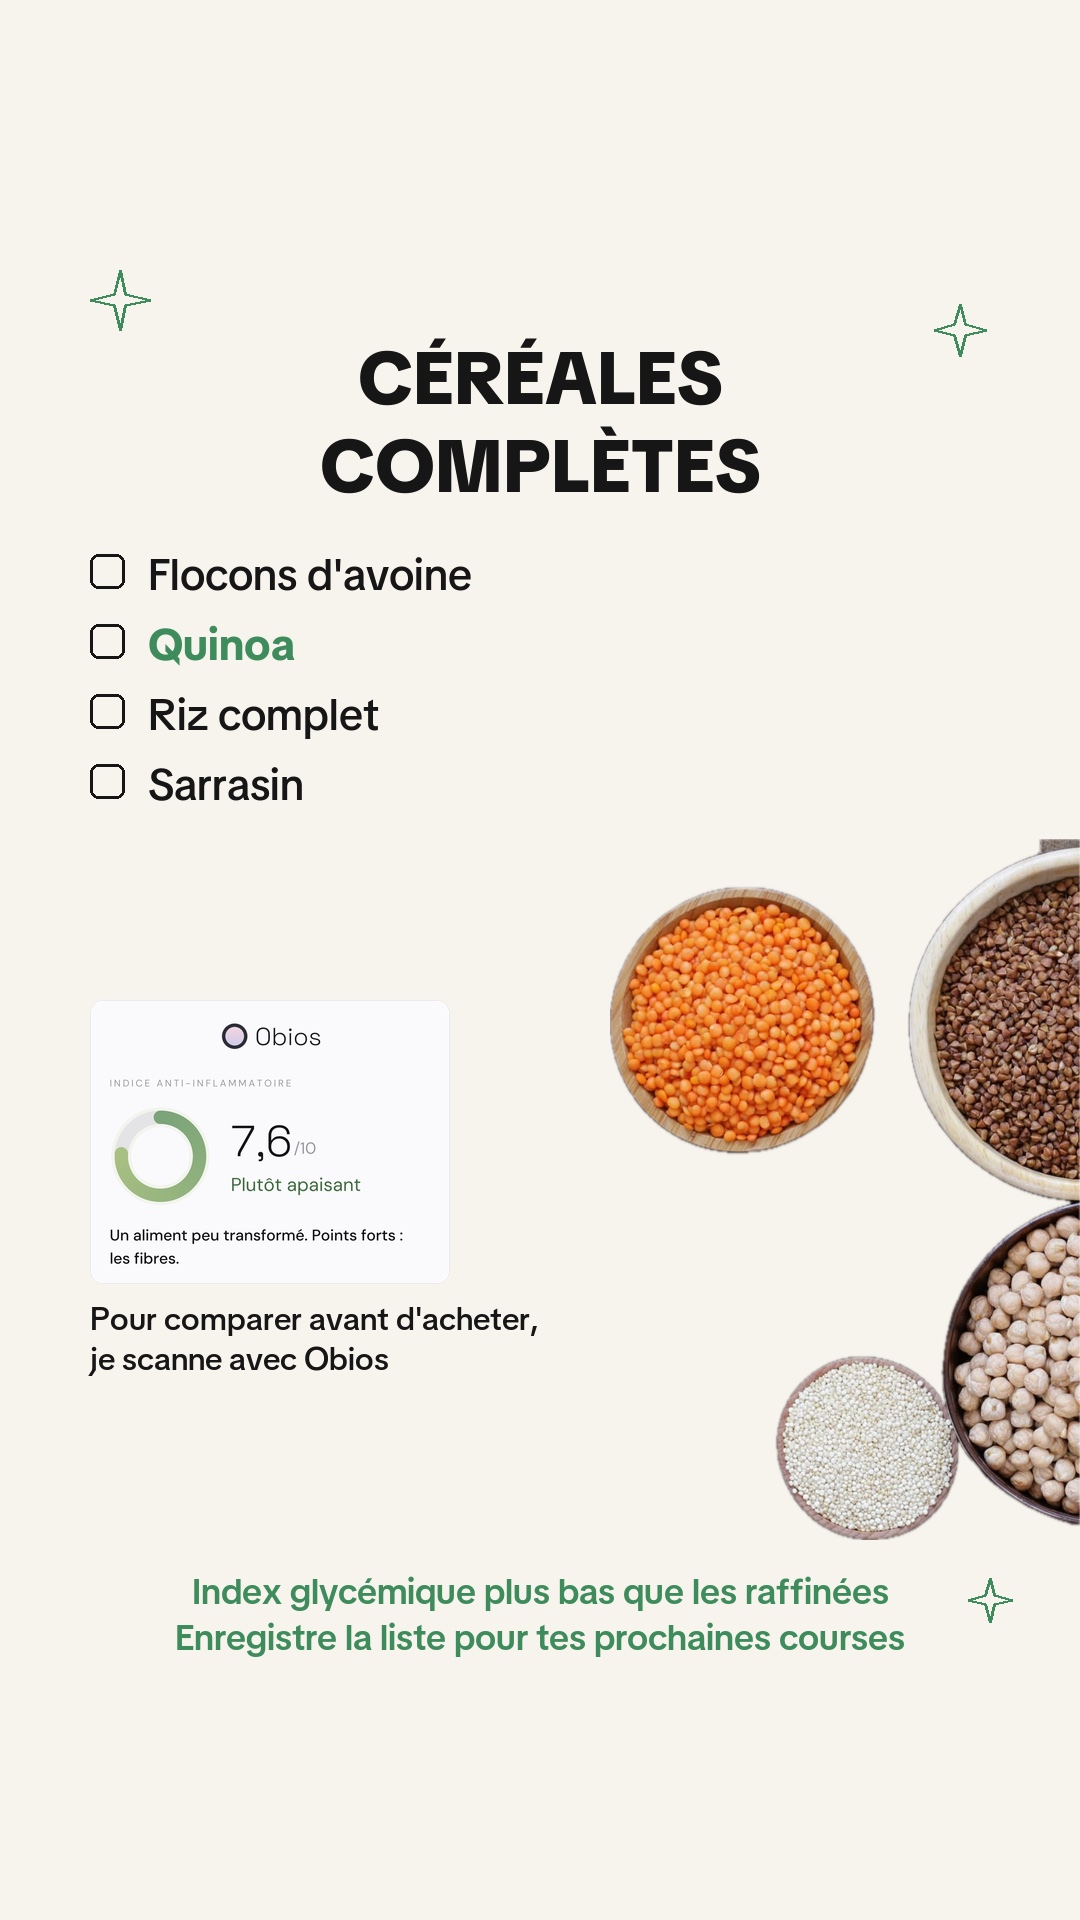 CÉRÉALES
COMPLÈTES
Flocons d'avoine
Quinoa
Riz complet
Sarrasin
Obios
INDICE ANTI-INFLAMMATOIRE
7,6/10
Plutôt apaisant
Un aliment peu transformé. Points forts :
les fibres.
Pour comparer avant d'acheter,
je scanne avec Obios
Index glycémique plus bas que les raffinées
Enregistre la liste pour tes prochaines courses